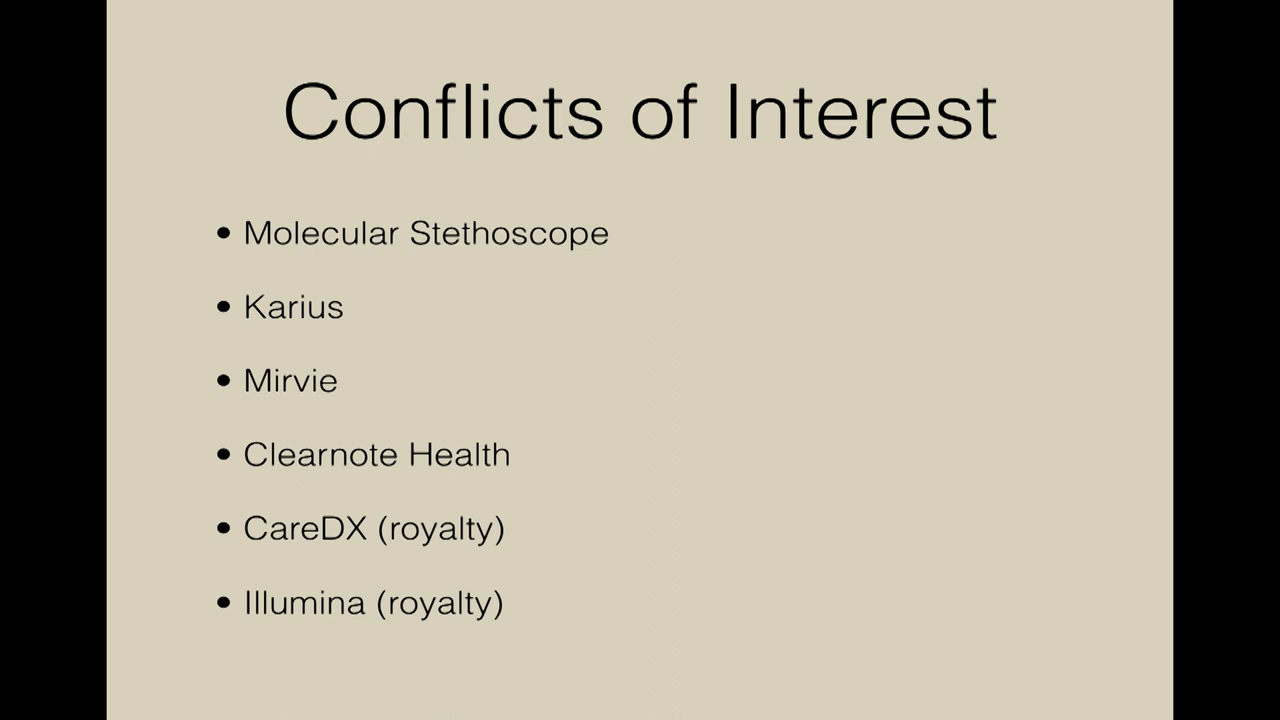 Conflicts of Interest
• Molecular Stethoscope
• Karius
• Mirvie
• Clearnote Health
• CareDX (royalty)
• Illumina (royalty)